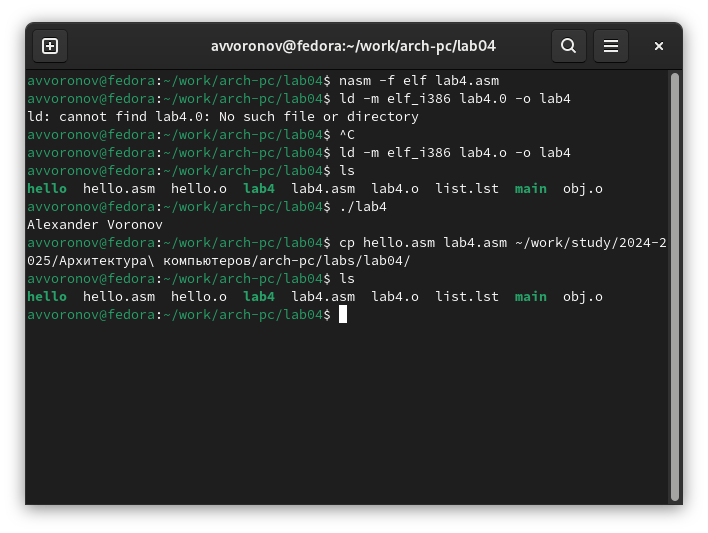 avvoronov@fedora:~/work/arch-pc/lab04
avvoronov@fedora:~/work/arch-pc/lab04$ nasm -f elf lab4.asm
avvoronov@fedora:~/work/arch-pc/lab04$ ld -m elf_i386 lab4.0 -o lab4
ld: cannot find lab4.0: No such file or directory
avvoronov@fedora:~/work/arch-pc/lab04$ ^C
avvoronov@fedora:~/work/arch-pc/lab04$ ld -m elf_i386 lab4.o -o lab4
avvoronov@fedora:~/work/arch-pc/lab04$ ls
hello  hello.asm  hello.o  lab4  lab4.asm  lab4.o  list.lst  main  obj.o
avvoronov@fedora:~/work/arch-pc/lab04$ ./lab4
Alexander Voronov
avvoronov@fedora:~/work/arch-pc/lab04$ cp hello.asm lab4.asm ~/work/study/2024-2
025/Архитектура\ компьютеров/arch-pc/labs/lab04/
avvoronov@fedora:~/work/arch-pc/lab04$ ls
hello  hello.asm  hello.o  lab4  lab4.asm  lab4.o  list.lst  main  obj.o
avvoronov@fedora:~/work/arch-pc/lab04$